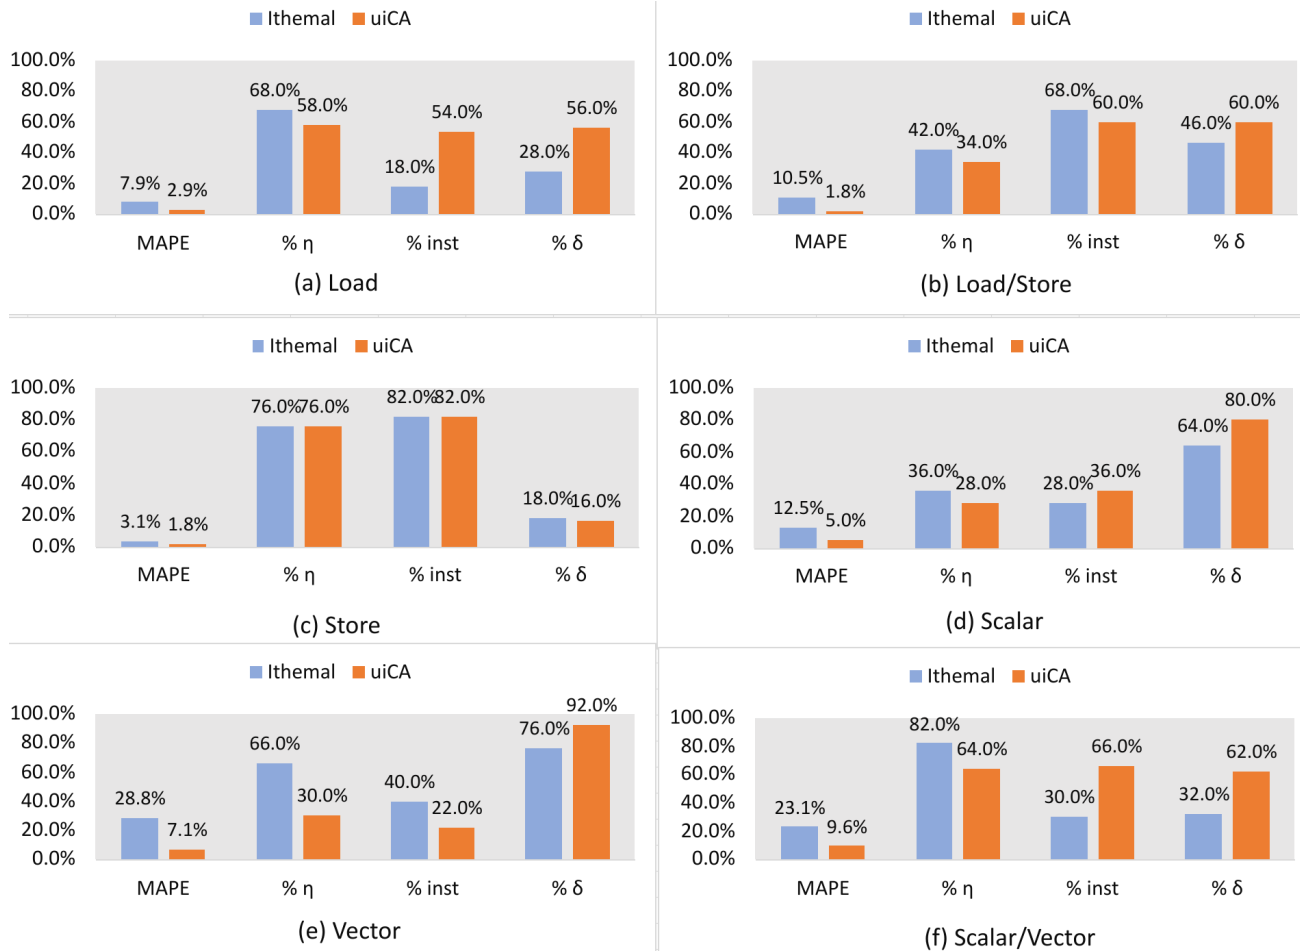 Ithemal uiCA
100.0%
80.0%
60.0%
40.0%
20.0%
0.0%
7.9% 2.9% 68.0% 58.0% 18.0% 54.0% 28.0% 56.0%
MAPE % η % inst % δ
(a) Load
Ithemal uiCA
100.0%
80.0%
60.0%
40.0%
20.0%
0.0%
10.5% 1.8% 42.0% 34.0% 68.0% 60.0% 46.0% 60.0%
MAPE % η % inst % δ
(b) Load/Store
Ithemal uiCA
100.0%
80.0%
60.0%
40.0%
20.0%
0.0%
3.1% 1.8% 76.0% 76.0% 82.0% 82.0% 18.0% 16.0%
MAPE % η % inst % δ
(c) Store
Ithemal uiCA
100.0%
80.0%
60.0%
40.0%
20.0%
0.0%
12.5% 5.0% 36.0% 28.0% 28.0% 36.0% 64.0% 80.0%
MAPE % η % inst % δ
(d) Scalar
Ithemal uiCA
100.0%
80.0%
60.0%
40.0%
20.0%
0.0%
28.8% 7.1% 66.0% 30.0% 40.0% 22.0% 76.0% 92.0%
MAPE % η % inst % δ
(e) Vector
Ithemal uiCA
100.0%
80.0%
60.0%
40.0%
20.0%
0.0%
23.1% 9.6% 82.0% 64.0% 30.0% 66.0% 32.0% 62.0%
MAPE % η % inst % δ
(f) Scalar/Vector